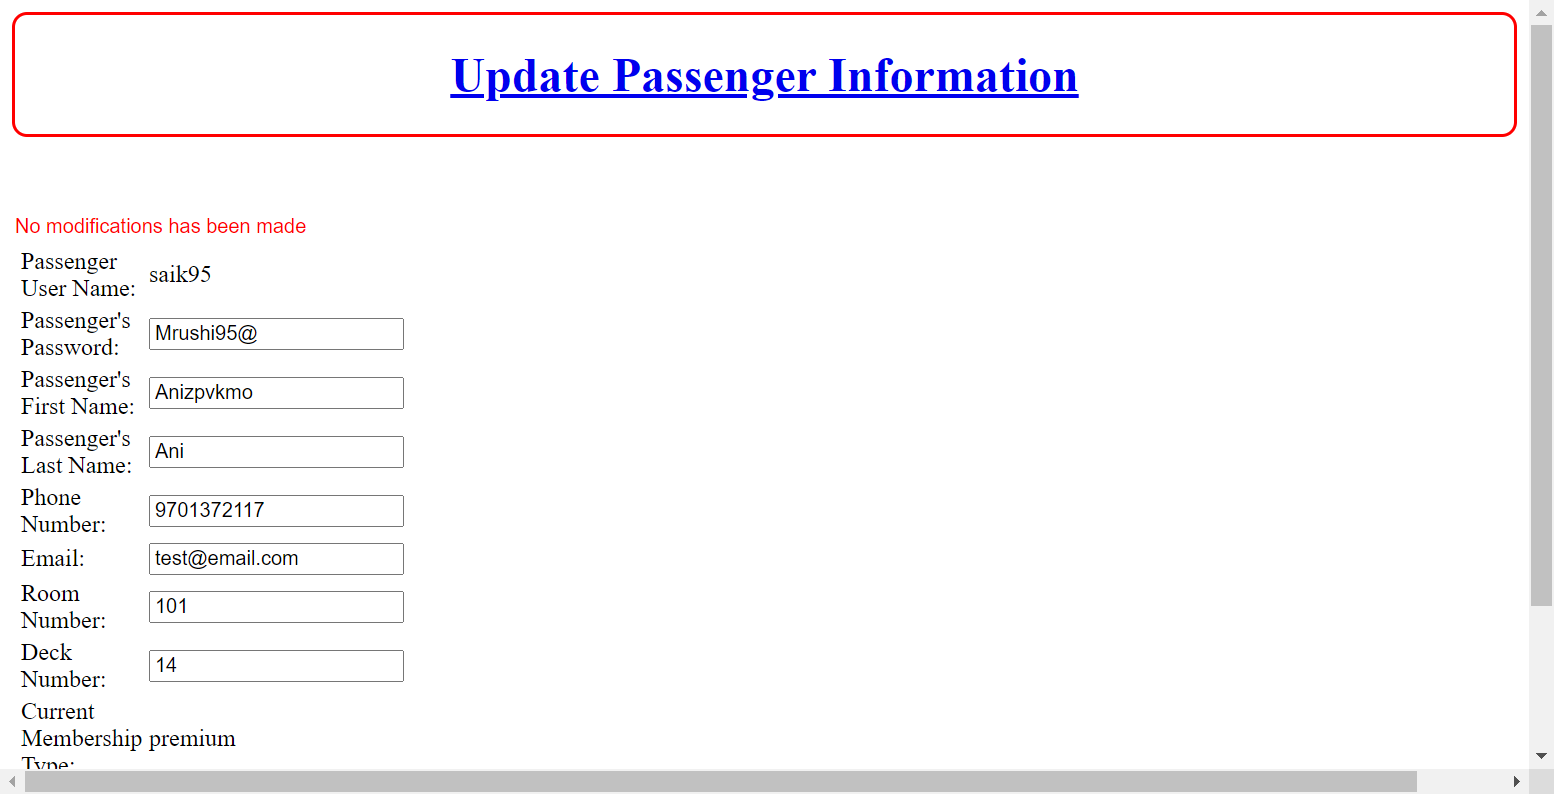 Update Passenger Information
No modifications has been made
Passenger
User Name:
saik95
Passenger's
Password:
Mrushi95@
Passenger's
First Name:
Anizpvkmo
Passenger's
Last Name:
Ani
Phone
Number:
9701372117
Email:
test@email.com
Room
Number:
101
Deck
Number:
14
Current
Membership premium
Type: